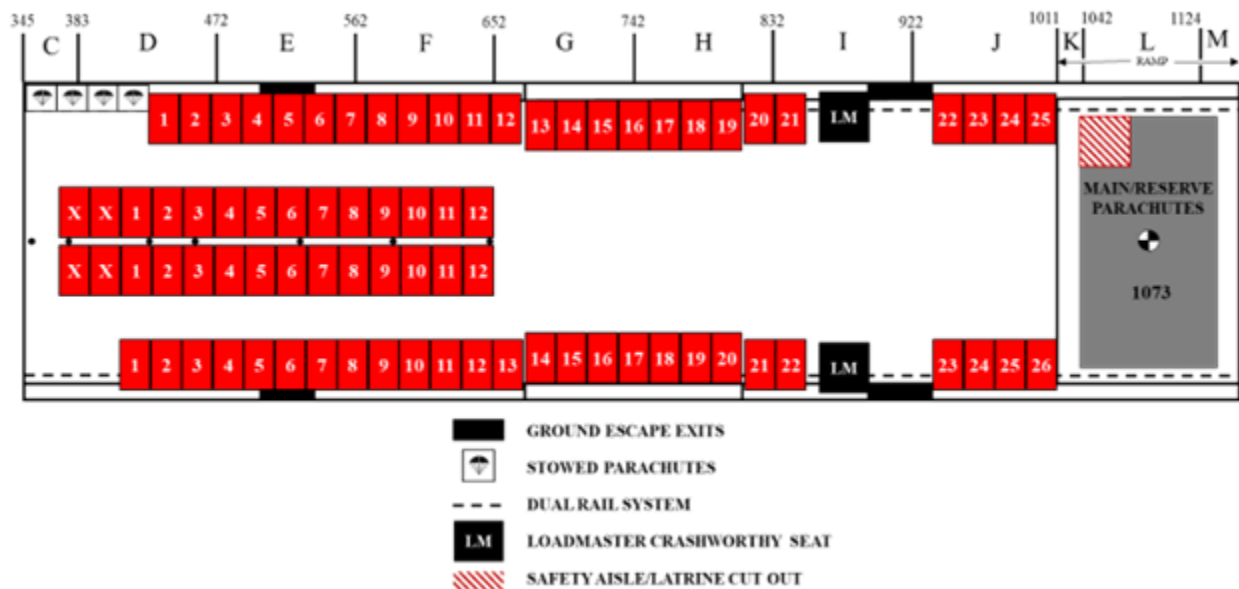 345 383 472 562 652 742 832 922 1011 1042 1124
C D E F G H I J K L M
RAMP
1 2 3 4 5 6 7 8 9 10 11 12 13 14 15 16 17 18 19 20 21 LM 22 23 24 25
X X 1 2 3 4 5 6 7 8 9 10 11 12
X X 1 2 3 4 5 6 7 8 9 10 11 12
MAIN/RESERVE
PARACHUTES
1073
1 2 3 4 5 6 7 8 9 10 11 12 13 14 15 16 17 18 19 20 21 22 LM 23 24 25 26
GROUND ESCAPE EXITS
STOWED PARACHUTES
DUAL RAIL SYSTEM
LM LOADMASTER CRASHWORTHY SEAT
SAFETY AISLE/LATRINE CUT OUT